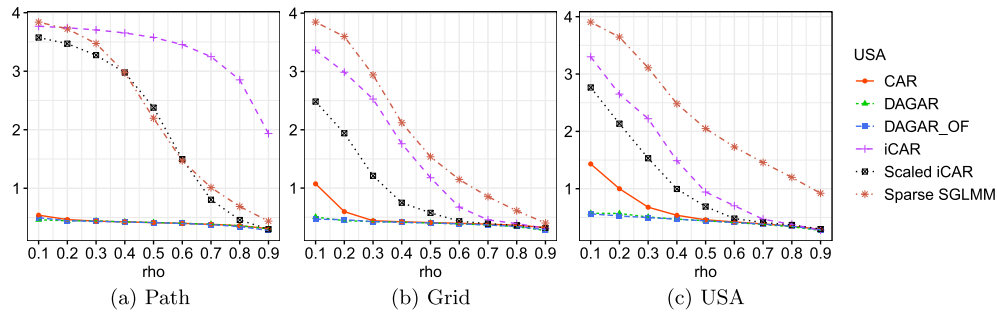 4
3
2
1
0.1 0.2 0.3 0.4 0.5 0.6 0.7 0.8 0.9
rho
(a) Path
4
3
2
1
0.1 0.2 0.3 0.4 0.5 0.6 0.7 0.8 0.9
rho
(b) Grid
4
3
2
1
0.1 0.2 0.3 0.4 0.5 0.6 0.7 0.8 0.9
rho
(c) USA
USA
CAR
DAGAR
DAGAR_OF
iCAR
Scaled iCAR
Sparse SGLMM